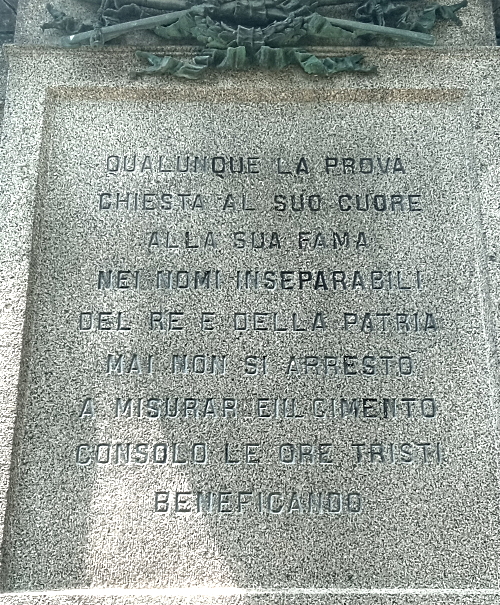 QUALUNQUE LA PROVA
CHIESTA AL SUO CUORE
ALLA SUA FAMA
NEI NOMI INSEPARABILI
DEL RE E DELLA PATRIA
MAI NON SI ARRESTO
A MISURARENE IL CIMENTO
CONSOLO LE ORE TRISTI
BENEFICANDO